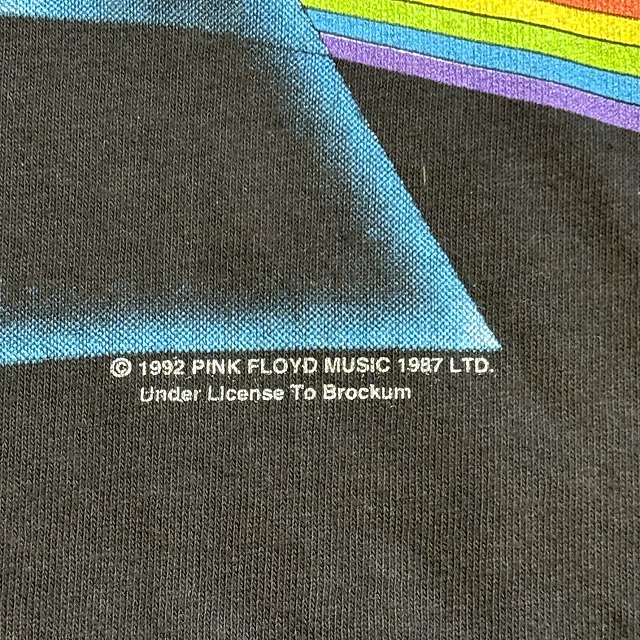 © 1992 PINK FLOYD MUSIC 1987 LTD.
Under License To Brockum